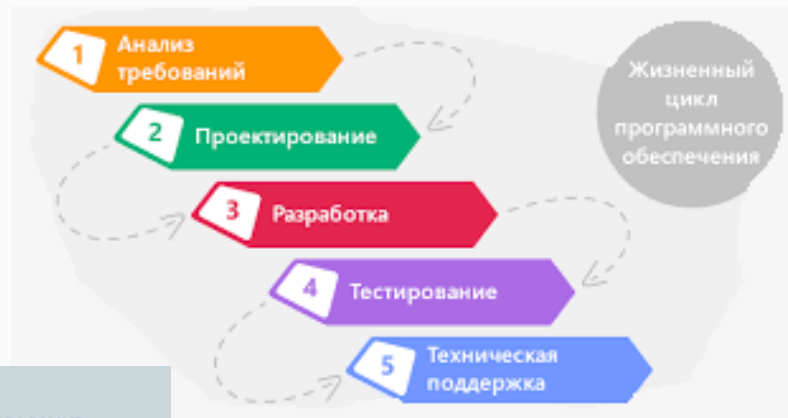 1 Анализ
требований
Жизненный
цикл
программного
обеспечения
2 Проектирование
3 Разработка
4 Тестирование
5 Техническая
поддержка